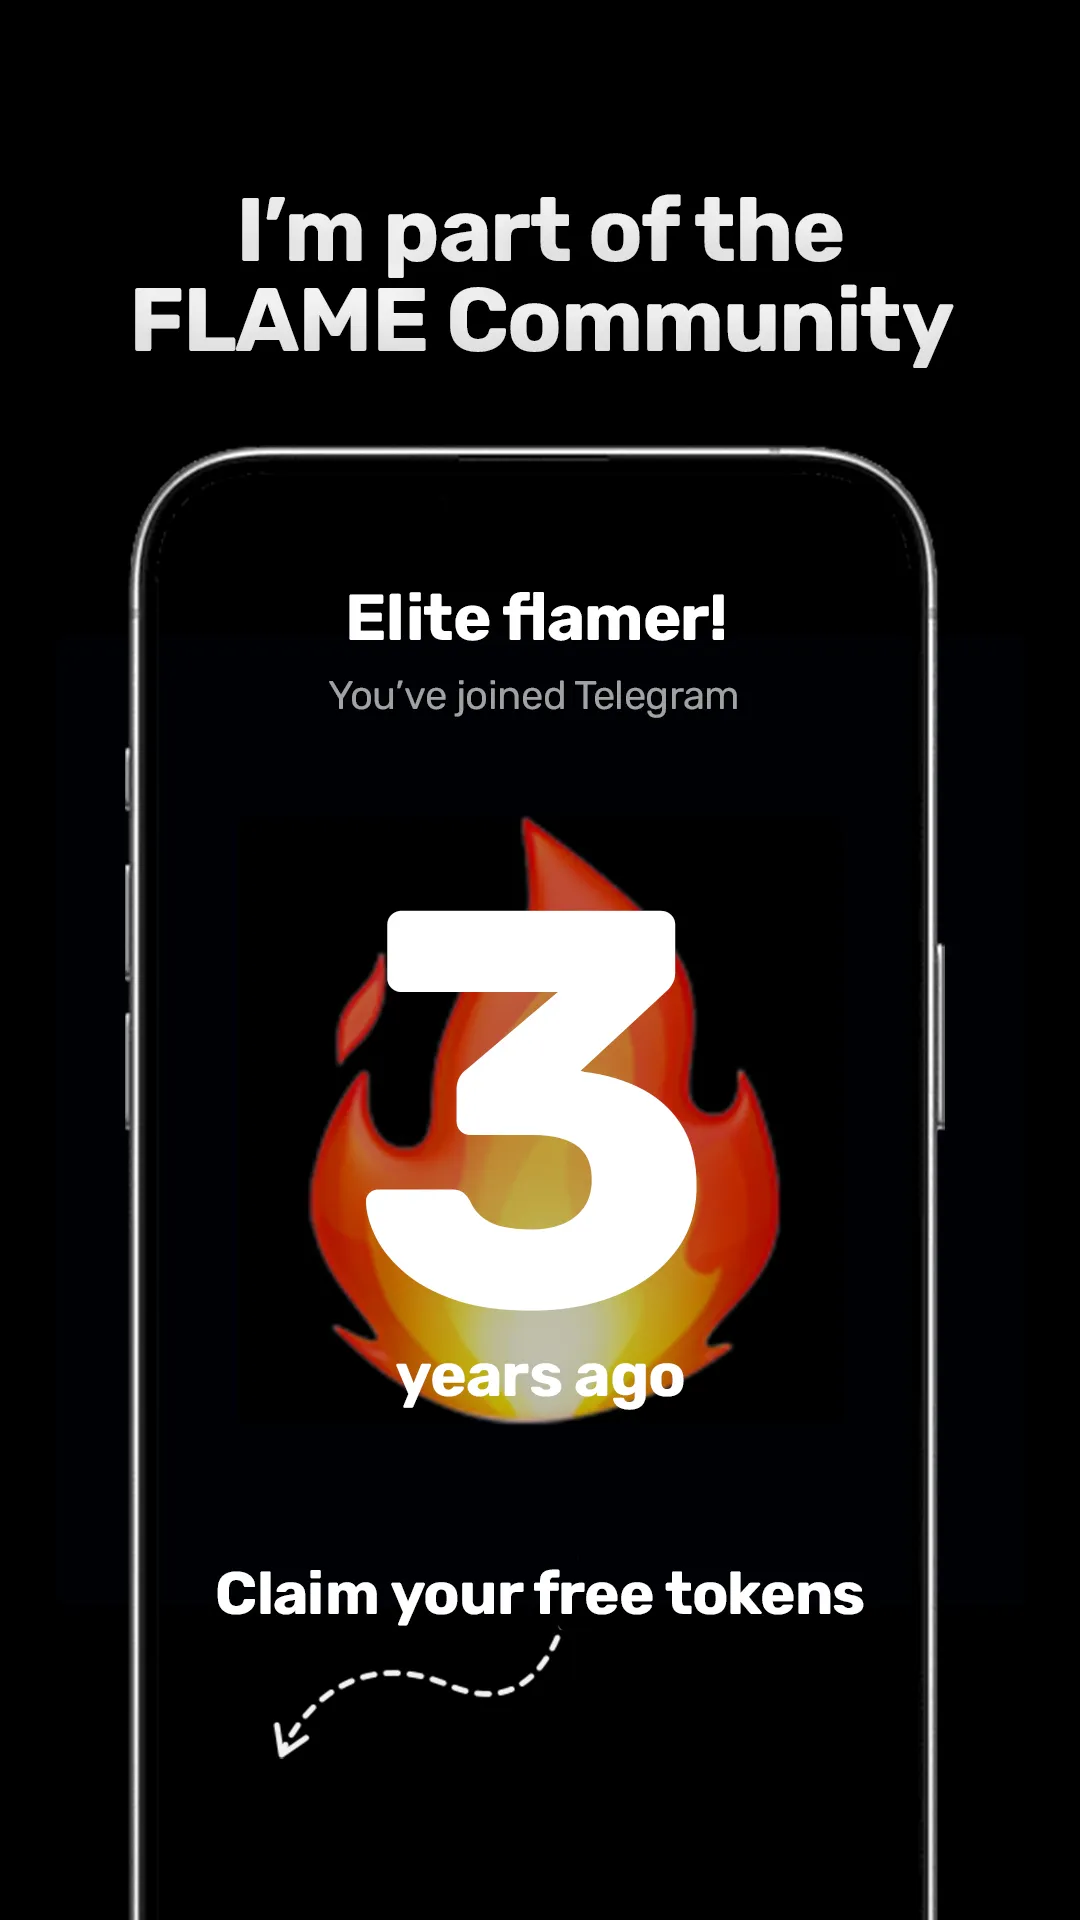 I’m part of the
FLAME Community
Elite flamer!
You’ve joined Telegram
3
years ago
Claim your free tokens